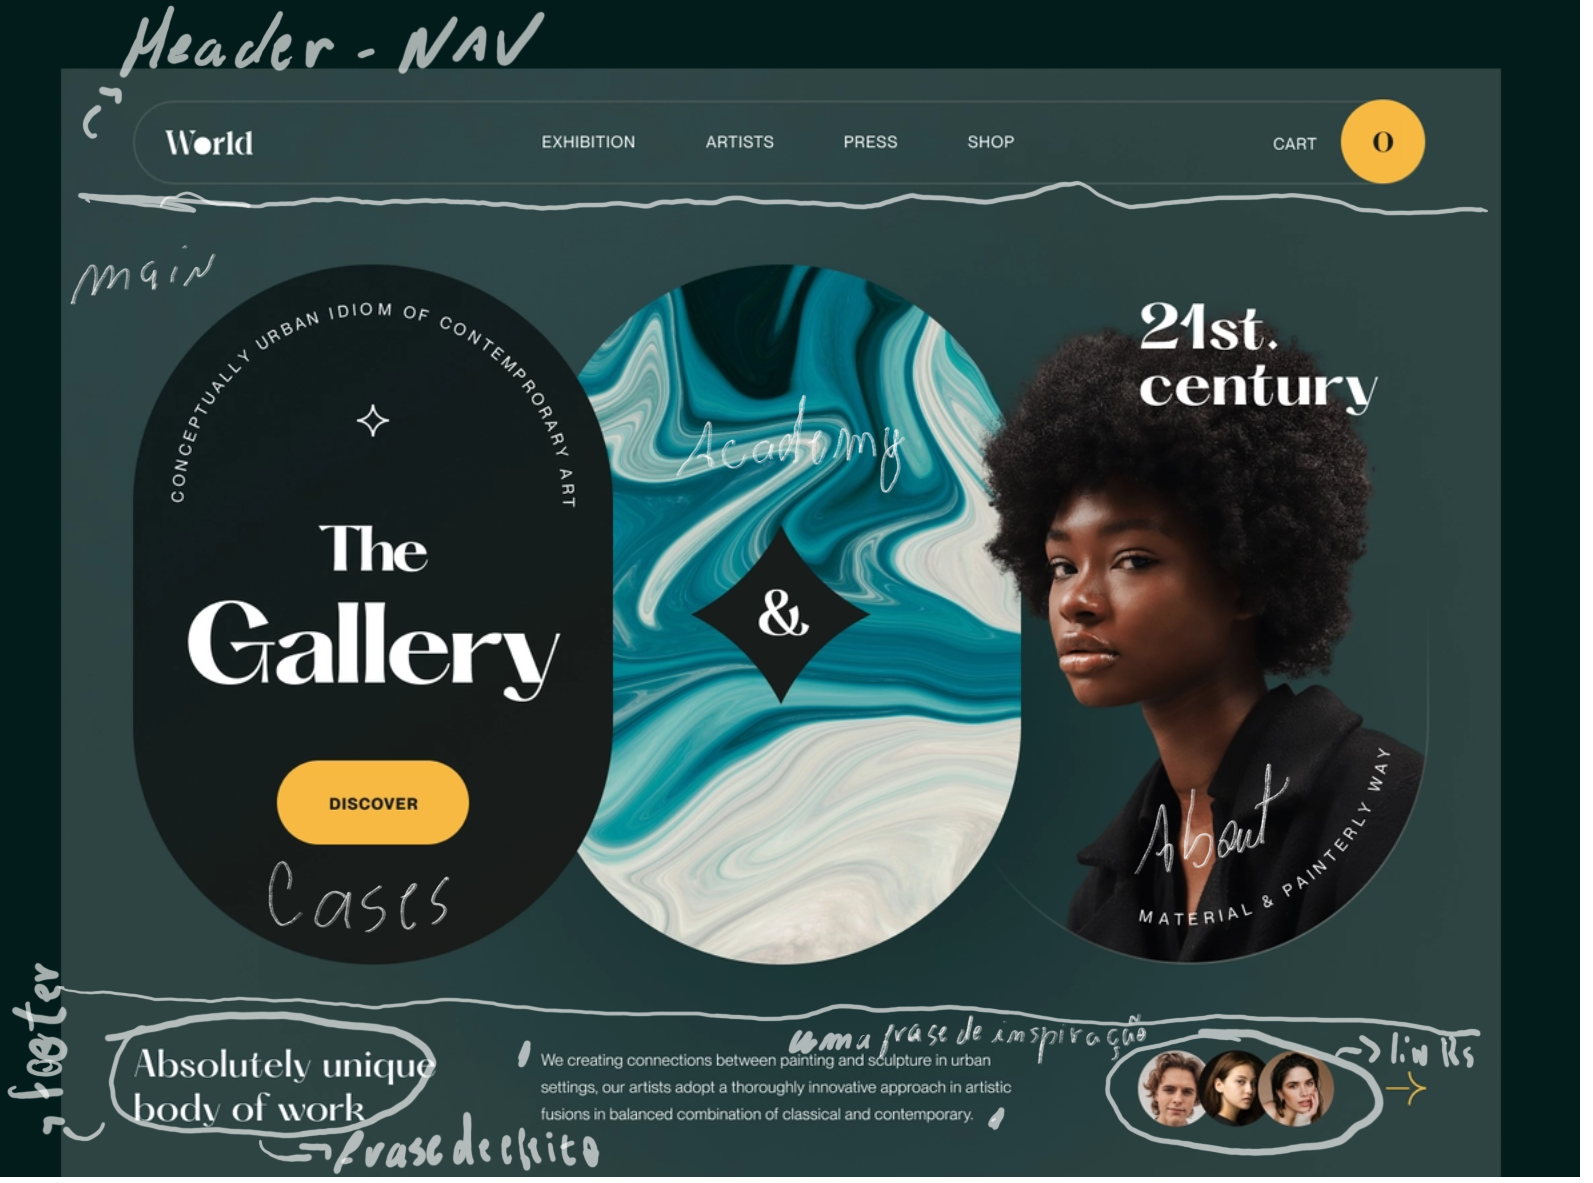 Header - NAV
World
EXHIBITION
ARTISTS
PRESS
SHOP
CART
0
main
CONCEPTUALLY URBAN IDIOM OF CONTEMPRORARY ART
The
Gallery
DISCOVER
Cases
Academy
&
21st.
century
About
MATERIAL & PAINTERLY WAY
footer
Absolutely unique
body of work
frase de efeito
uma frase de inspiração
We creating connections between painting and sculpture in urban
settings, our artists adopt a thoroughly innovative approach in artistic
fusions in balanced combination of classical and contemporary.
links